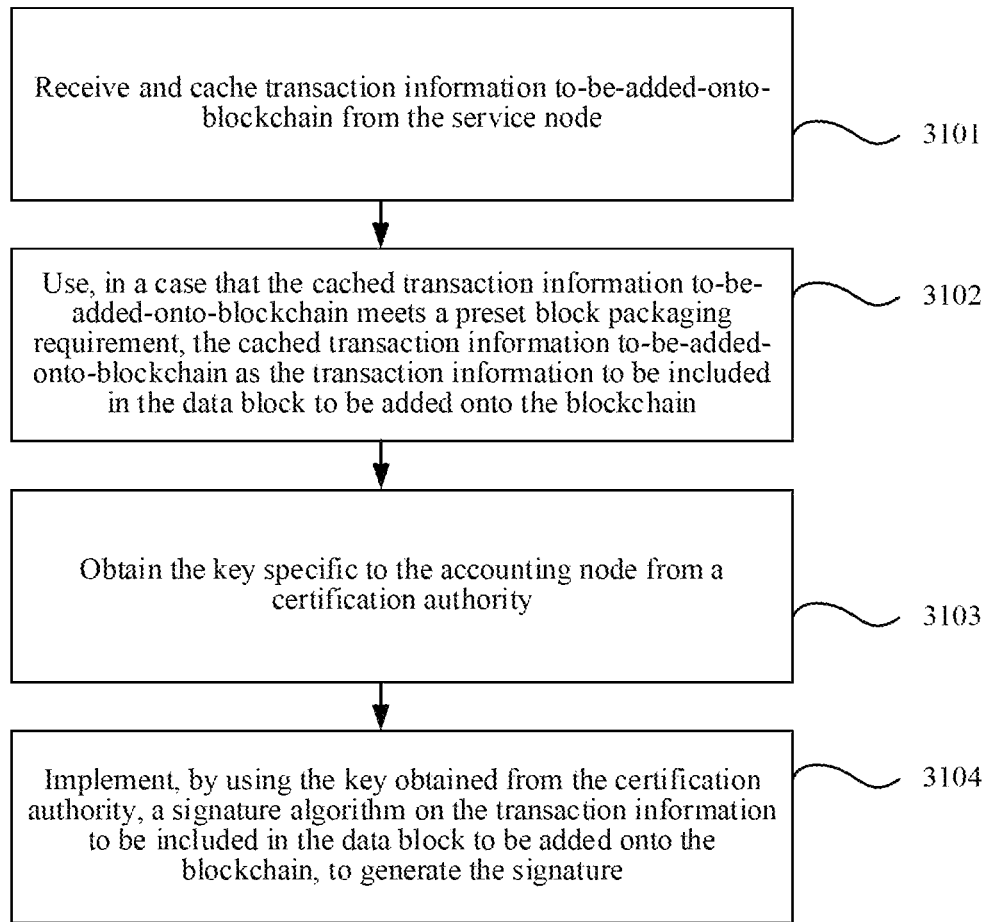 Receive and cache transaction information to-be-added-onto-
blockchain from the service node
3101
Use, in a case that the cached transaction information to-be-
added-onto-blockchain meets a preset block packaging
requirement, the cached transaction information to-be-added-
onto-blockchain as the transaction information to be included
in the data block to be added onto the blockchain
3102
Obtain the key specific to the accounting node from a
certification authority
3103
Implement, by using the key obtained from the certification
authority, a signature algorithm on the transaction information
to be included in the data block to be added onto the
blockchain, to generate the signature
3104